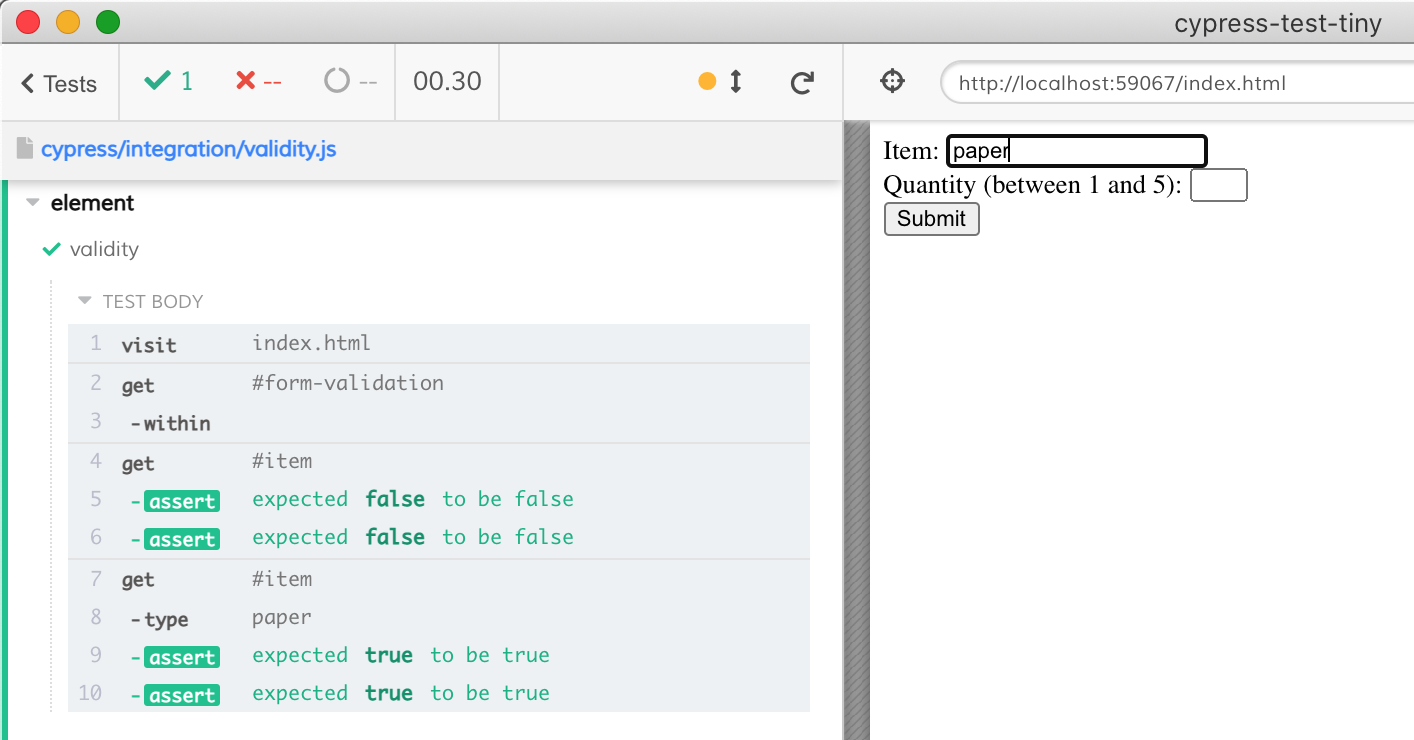 cypress-test-tiny
Tests 1 -- -- 00.30
http://localhost:59067/index.html
cypress/integration/validity.js
element
validity
TEST BODY
1 visit index.html
2 get #form-validation
3 -within
4 get #item
5 -assert expected false to be false
6 -assert expected false to be false
7 get #item
8 -type paper
9 -assert expected true to be true
10 -assert expected true to be true
Item: paper
Quantity (between 1 and 5):
Submit